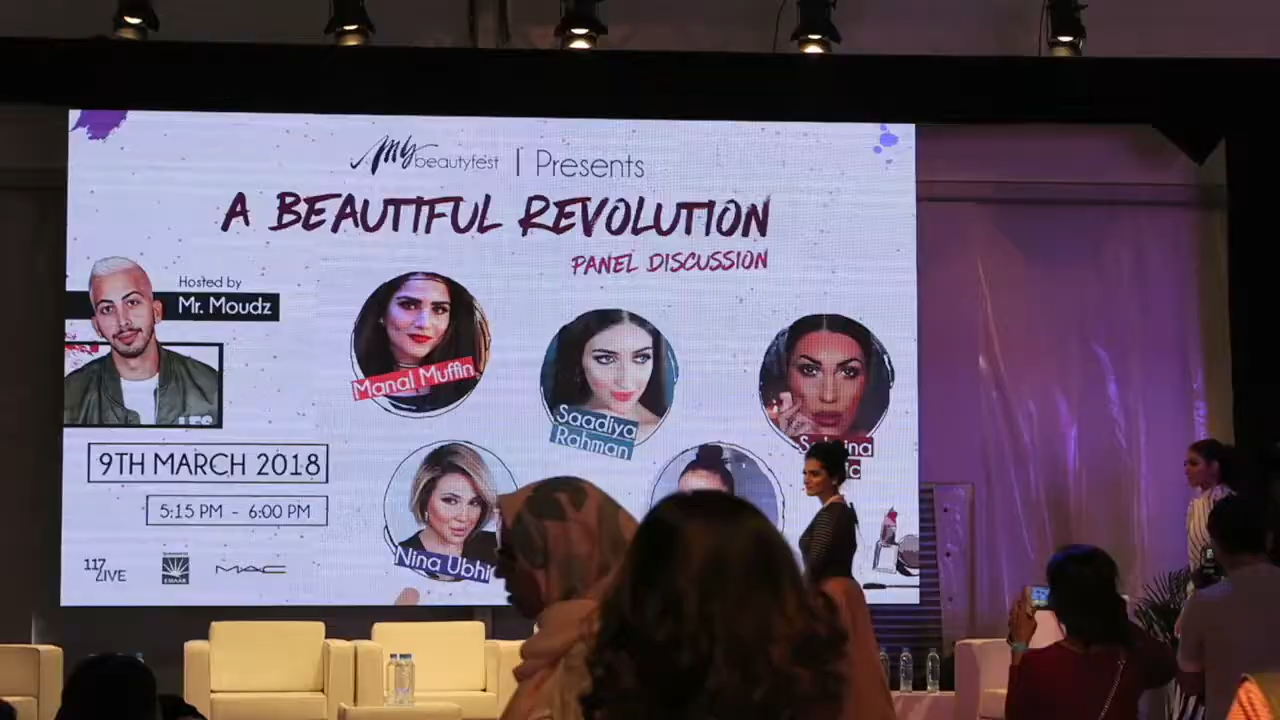 My beautyfest | Presents
A BEAUTIFUL REVOLUTION
PANEL DISCUSSION
Hosted by
Mr. Moudz
Manal Muffin
Saadiya
Rahman
Nina Ubhi
9TH MARCH 2018
5:15 PM - 6:00 PM
117
LIVE
EMAAR
MAC